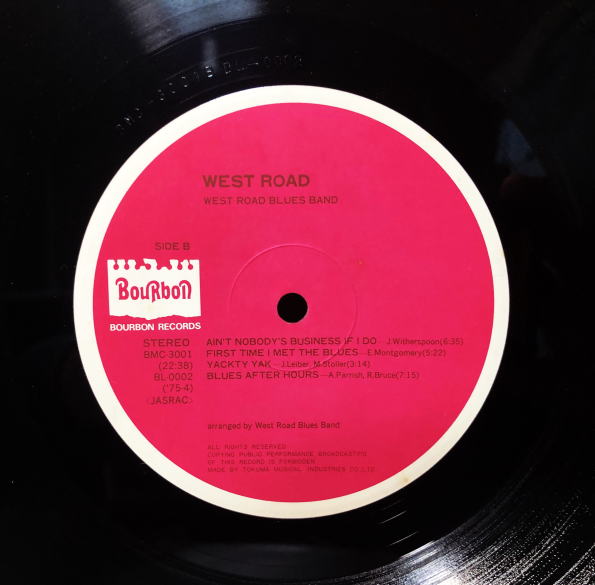 WEST ROAD
WEST ROAD BLUES BAND
SIDE B
BOURBON
BOURBON RECORDS
STEREO
BMC-3001
(22:38)
BL-0002
('75-4)
<JASRAC>
AIN'T NOBODY'S BUSINESS IF I DO—J.Witherspoon(6:35)
FIRST TIME I MET THE BLUES—E.Montgomery(5:22)
YACKTY YAK—J.Leiber, M.Stoller(3:14)
BLUES AFTER HOURS—A.Parrish, R.Bruce(7:15)
arranged by West Road Blues Band
ALL RIGHTS RESERVED
COPYING PUBLIC PERFORMANCE BROADCASTING
OF THIS RECORD IS FORBIDDEN
MADE BY TOKUMA MUSICAL INDUSTRIES CO.,LTD.